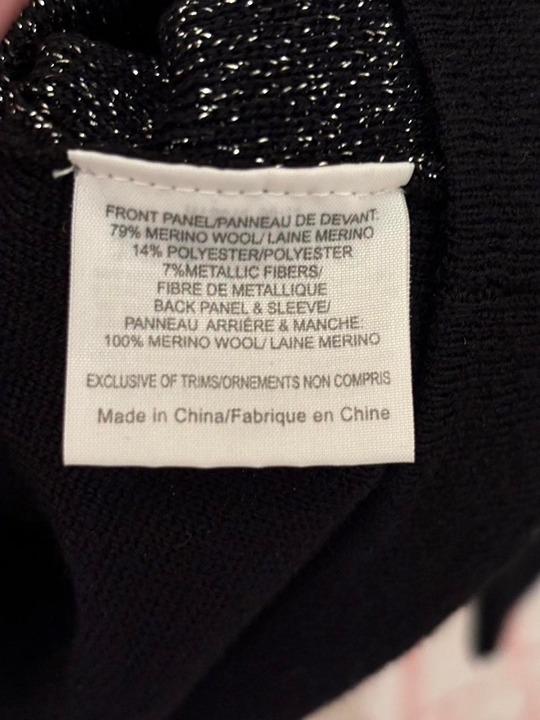 FRONT PANEL/PANNEAU DE DEVANT:
79% MERINO WOOL/ LAINE MERINO
14% POLYESTER/POLYESTER
7%METALLIC FIBERS/
FIBRE DE METALLIQUE
BACK PANEL & SLEEVE/
PANNEAU ARRIÈRE & MANCHE:
100% MERINO WOOL/ LAINE MERINO
EXCLUSIVE OF TRIMS/ORNEMENTS NON COMPRIS
Made in China/Fabrique en Chine